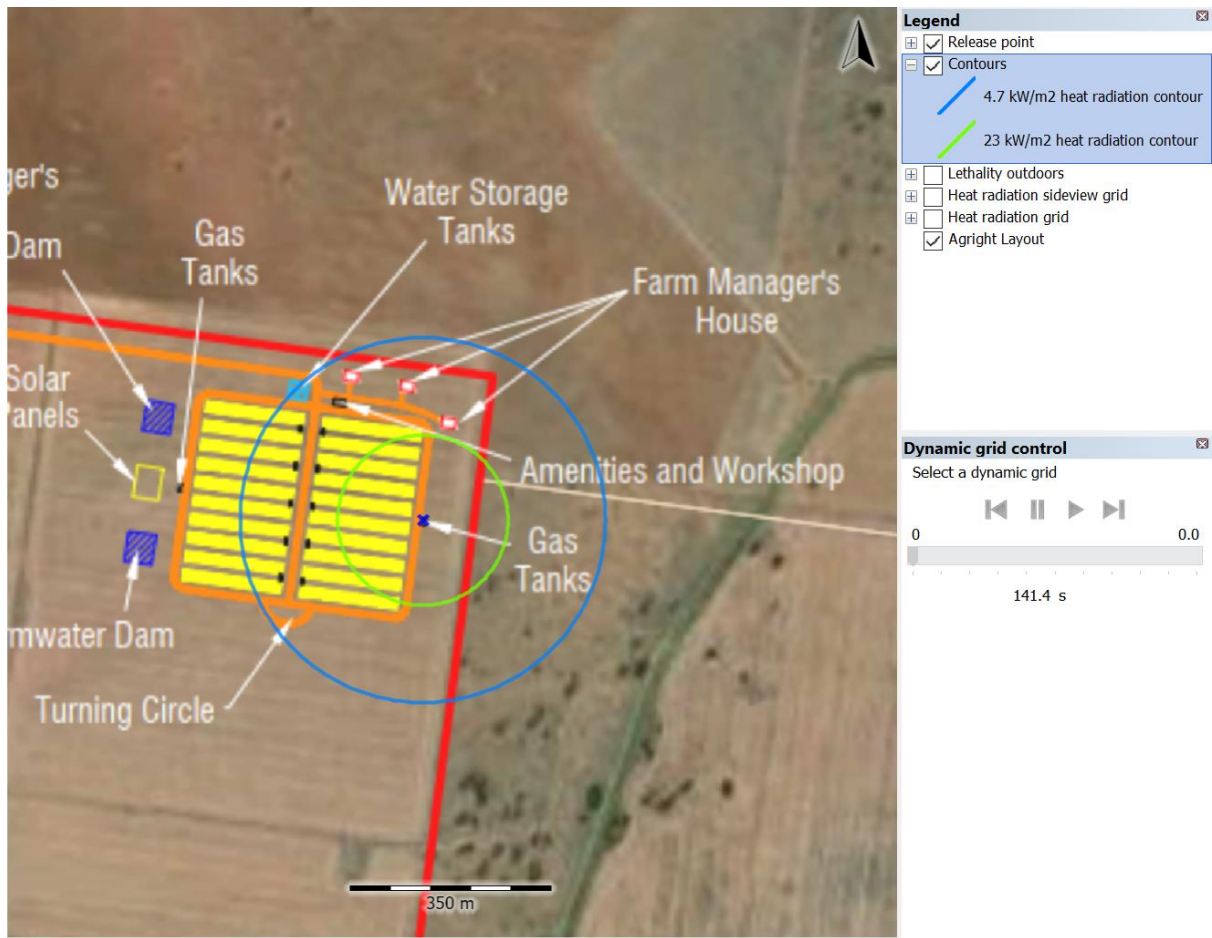 ger's
Dam
Gas
Tanks
Water Storage
Tanks
Farm Manager's
House
Solar
Panels
Amenities and Workshop
Gas
Tanks
mwater Dam
Turning Circle
350 m
Legend
Release point
Contours
4.7 kW/m2 heat radiation contour
23 kW/m2 heat radiation contour
Lethality outdoors
Heat radiation sideview grid
Heat radiation grid
Agright Layout
Dynamic grid control
Select a dynamic grid
0 0.0
141.4 s